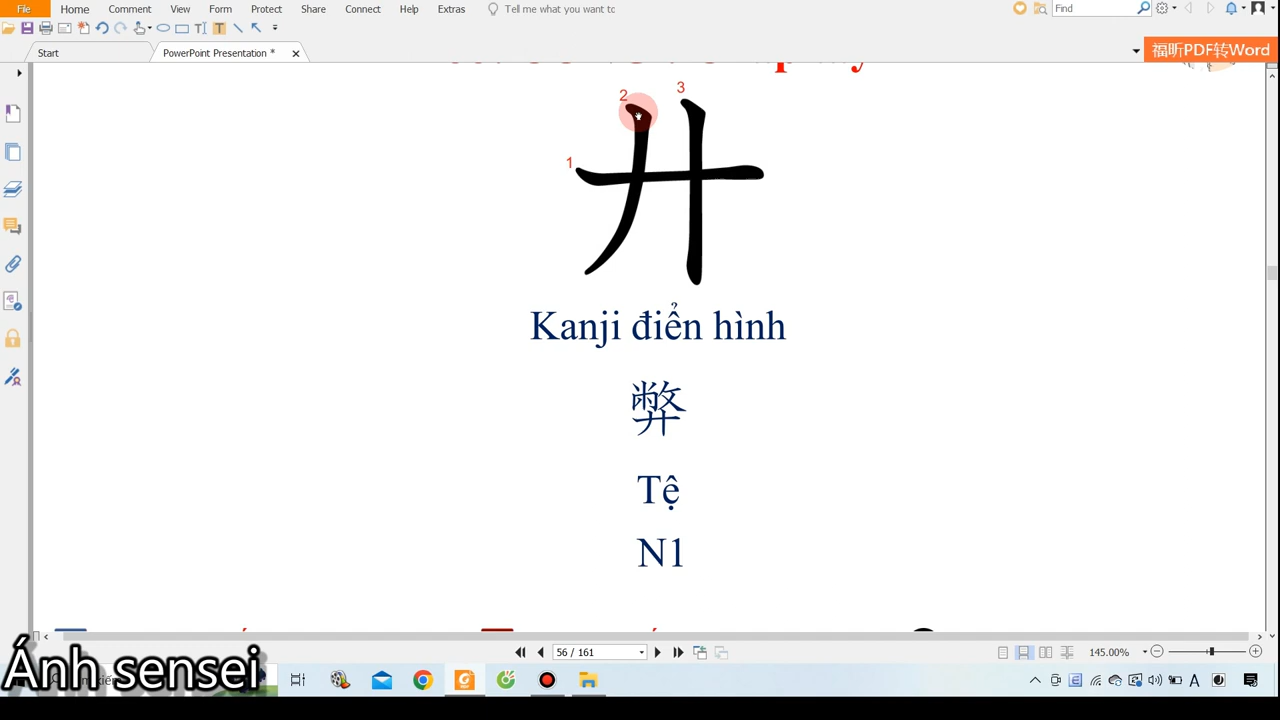 File Home Comment View Form Protect Share Connect Help Extras Tell me what you want to Find
Start PowerPoint Presentation * 福昕PDF转Word
2 3
1
廾
Kanji điển hình
弊
Tệ
N1
56 / 161 145.00%
Ánh sensei